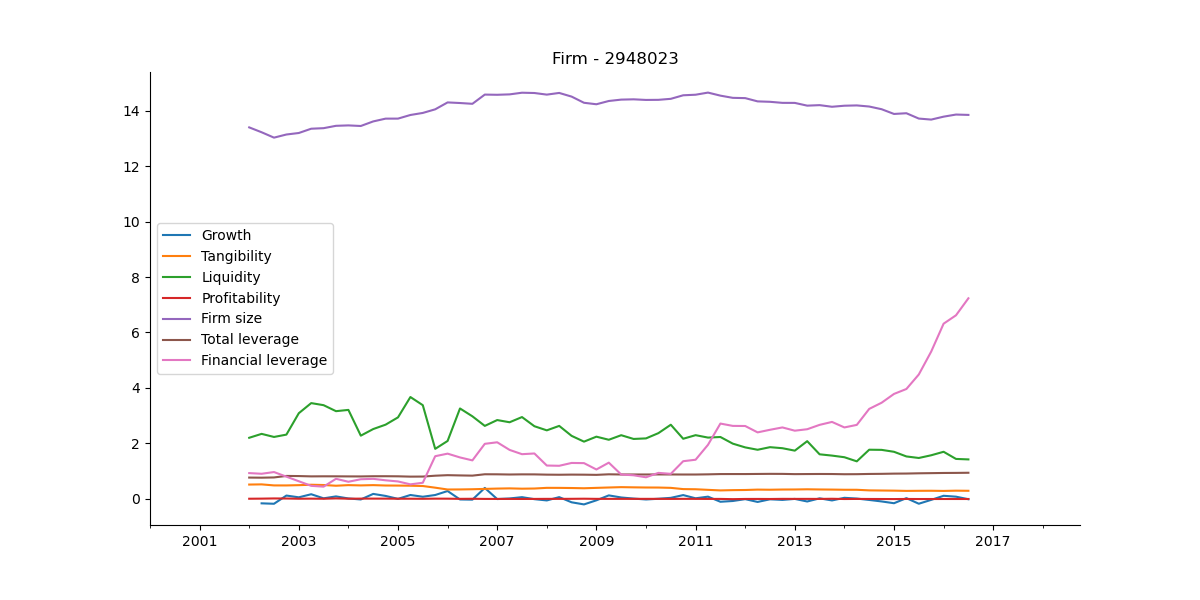 Firm - 2948023
14
12
10
8
6
4
2
0
Growth
Tangibility
Liquidity
Profitability
Firm size
Total leverage
Financial leverage
2001 2003 2005 2007 2009 2011 2013 2015 2017